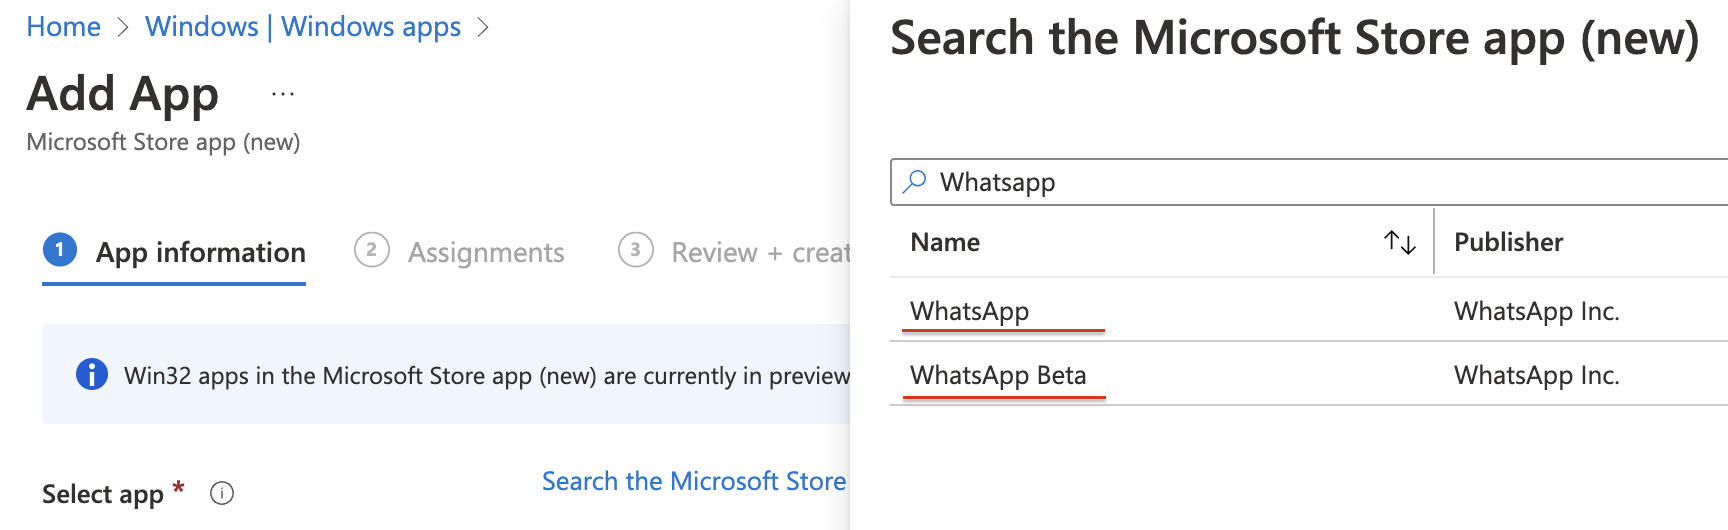 Home > Windows | Windows apps >
Add App ...
Microsoft Store app (new)
1 App information 2 Assignments 3 Review + creat
Win32 apps in the Microsoft Store app (new) are currently in preview
Select app * Search the Microsoft Store
Search the Microsoft Store app (new)
Whatsapp
Name Publisher
WhatsApp WhatsApp Inc.
WhatsApp Beta WhatsApp Inc.